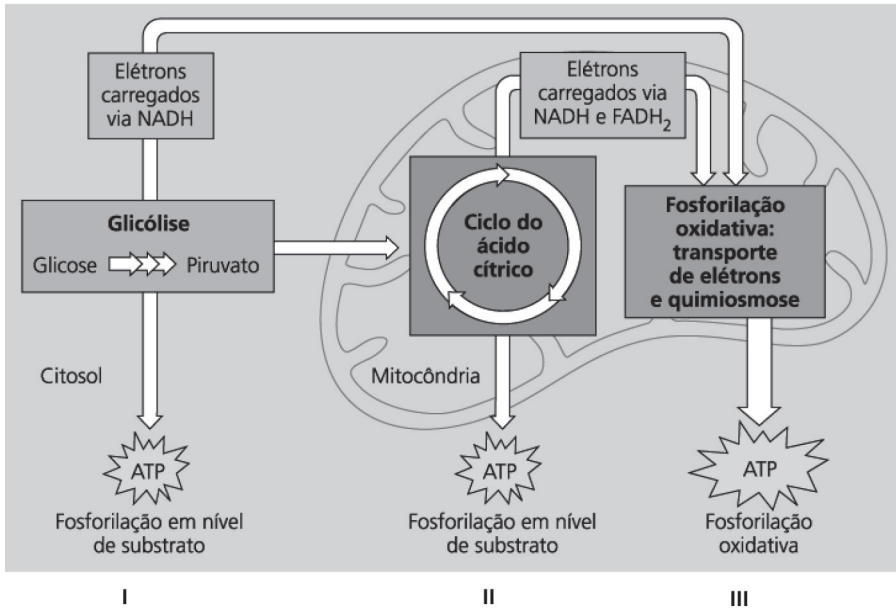 Elétrons
carregados
via NADH
Elétrons
carregados via
NADH e FADH₂
Glicólise
Glicose Piruvato
Ciclo do
ácido
cítrico
Fosforilação
oxidativa:
transporte
de elétrons
e quimiosmose
Citosol
Mitocôndria
ATP
Fosforilação em nível
de substrato
ATP
Fosforilação em nível
de substrato
ATP
Fosforilação
oxidativa
I II III